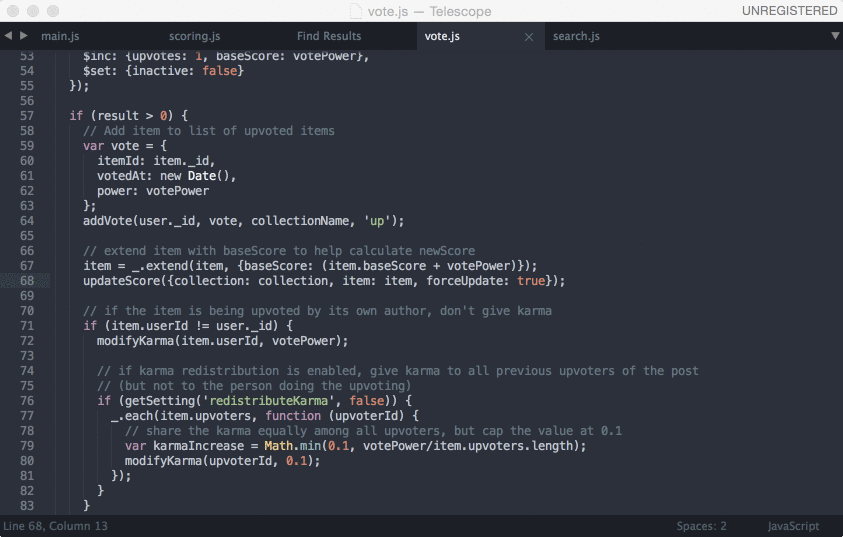 vote.js — Telescope
UNREGISTERED
main.js
scoring.js
Find Results
vote.js
search.js
53 $inc: {upvotes: 1, baseScore: votePower},
54 $set: {inactive: false}
55 });
56
57 if (result > 0) {
58 // Add item to list of upvoted items
59 var vote = {
60 itemId: item._id,
61 votedAt: new Date(),
62 power: votePower
63 };
64 addVote(user._id, vote, collectionName, 'up');
65
66 // extend item with baseScore to help calculate newScore
67 item = _.extend(item, {baseScore: (item.baseScore + votePower)});
68 updateScore({collection: collection, item: item, forceUpdate: true});
69
70 // if the item is being upvoted by its own author, don't give karma
71 if (item.userId != user._id) {
72 modifyKarma(item.userId, votePower);
73
74 // if karma redistribution is enabled, give karma to all previous upvoters of the post
75 // (but not to the person doing the upvoting)
76 if (getSetting('redistributeKarma', false)) {
77 _.each(item.upvoters, function (upvoterId) {
78 // share the karma equally among all upvoters, but cap the value at 0.1
79 var karmaIncrease = Math.min(0.1, votePower/item.upvoters.length);
80 modifyKarma(upvoterId, 0.1);
81 });
82 }
83 }
Line 68, Column 13
Spaces: 2
JavaScript